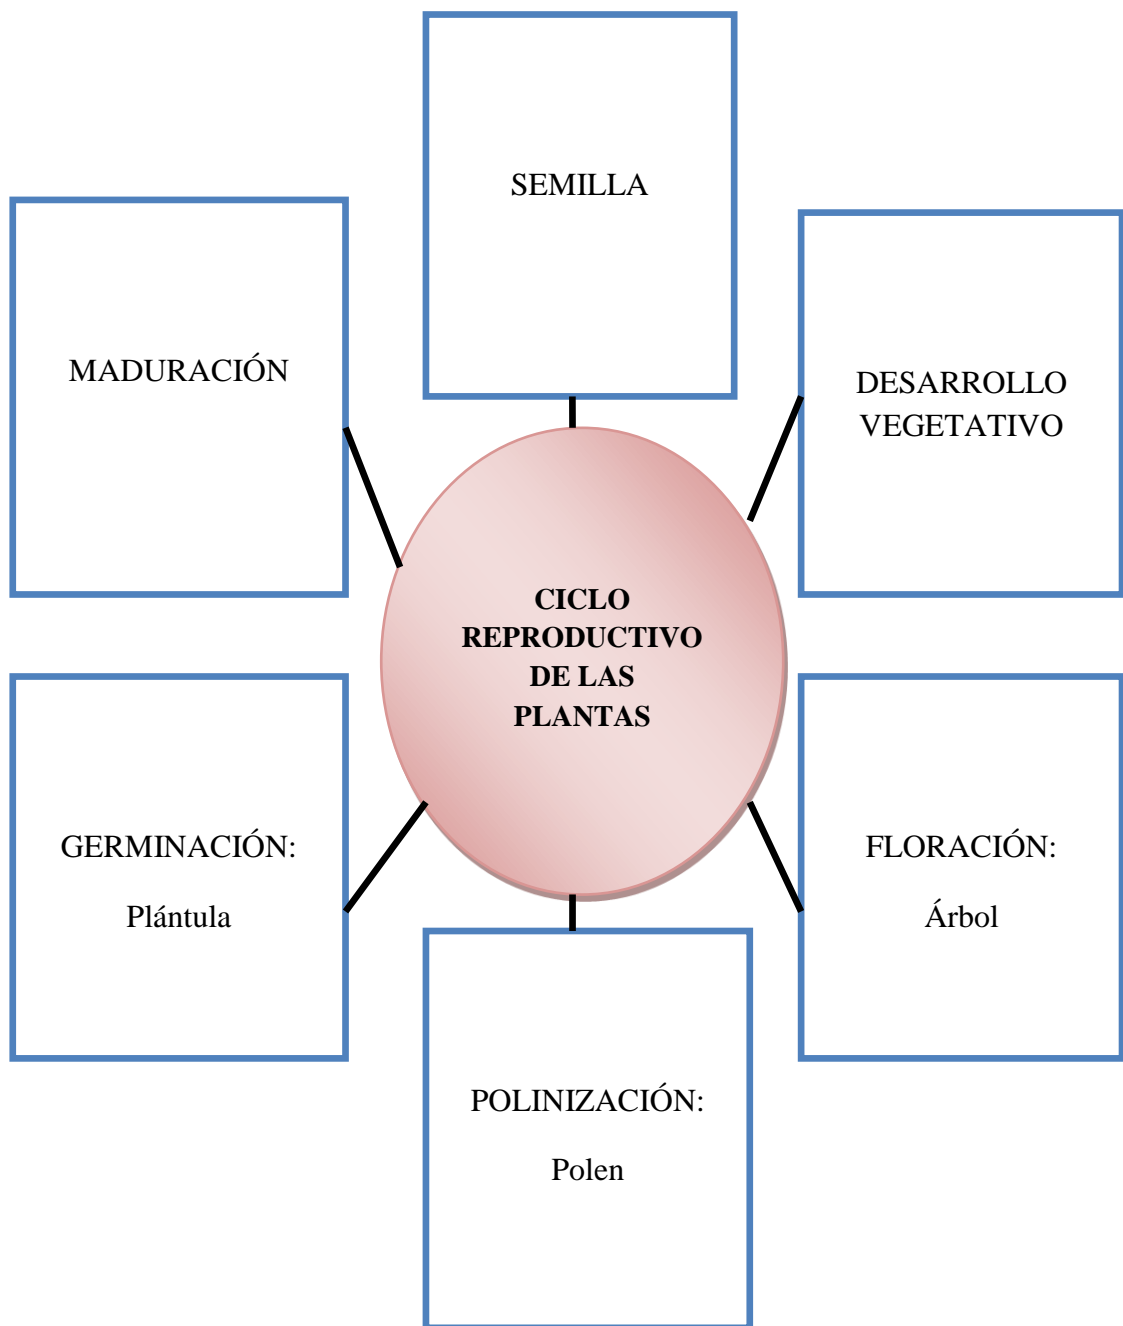 SEMILLA
MADURACIÓN
DESARROLLO
VEGETATIVO
CICLO
REPRODUCTIVO
DE LAS
PLANTAS
GERMINACIÓN:
Plántula
FLORACIÓN:
Árbol
POLINIZACIÓN:
Polen